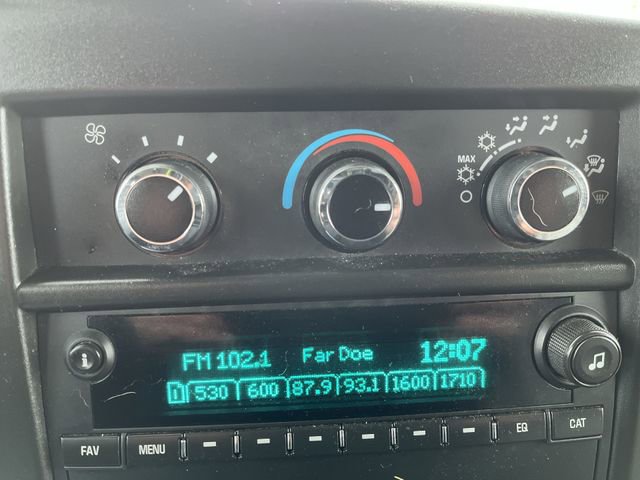 MAX
FM 102.1 Far Doe 12:07
1 530 600 87.9 93.1 1600 1710
FAV MENU EQ CAT